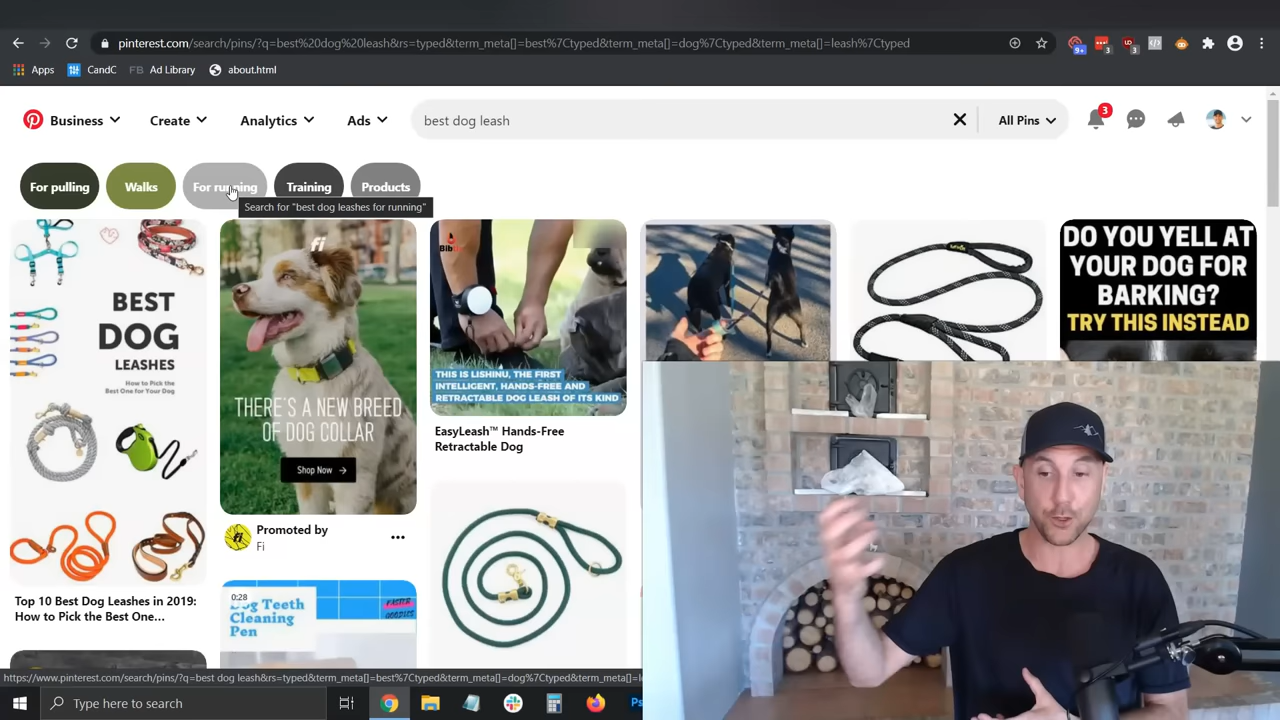 pinterest.com/search/pins/?q=best%20dog%20leash&rs=typed&term_meta[]=best%7Ctyped&term_meta[]=dog%7Ctyped&term_meta[]=leash%7Ctyped
9+
3
3
Apps
CandC
FB Ad Library
about.html
Business
Create
Analytics
Ads
best dog leash
All Pins
3
For pulling
Walks
For running
Training
Products
Search for "best dog leashes for running"
BEST
DOG
LEASHES
How to Pick the
Best One for Your Dog
fi
THERE'S A NEW BREED
OF DOG COLLAR
Shop Now
THIS IS LISHINU, THE FIRST
INTELLIGENT, HANDS-FREE AND
RETRACTABLE DOG LEASH OF ITS KIND
EasyLeash™ Hands-Free
Retractable Dog
DO YOU YELL AT
YOUR DOG FOR
BARKING?
TRY THIS INSTEAD
Promoted by
Fi
Top 10 Best Dog Leashes in 2019:
How to Pick the Best One...
0:28
Dog Teeth
Cleaning
Pen
https://www.pinterest.com/search/pins/?q=best dog leash&rs=typed&term_meta[]=best%7Ctyped&term_meta[]=dog%7Ctyped&term_meta[]=l
Type here to search
Ps